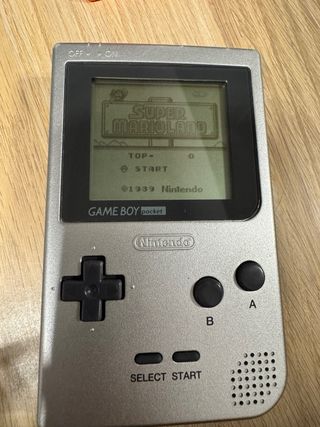 OFF ON
SUPER
MARIOLAND
TOP- 0
START
©1989 Nintendo
GAME BOY pocket
Nintendo
A
B
SELECT START